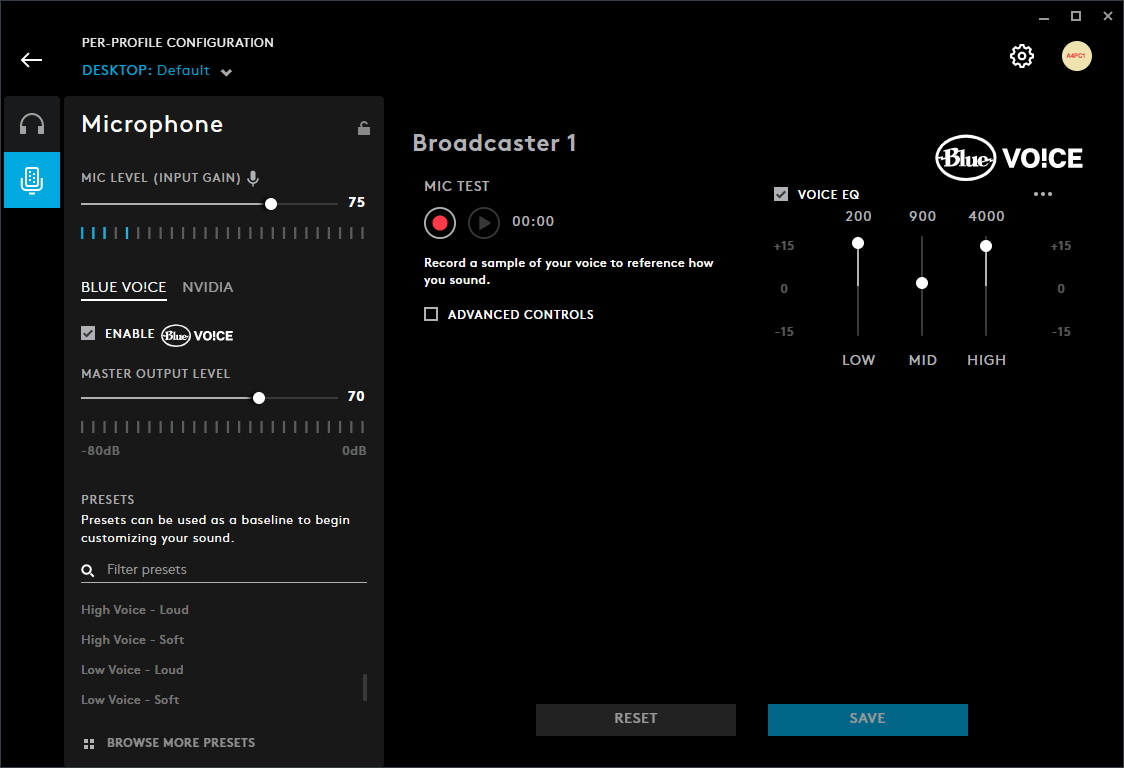 PER-PROFILE CONFIGURATION
DESKTOP: Default
A4PC1
Microphone
MIC LEVEL (INPUT GAIN)
75
BLUE VO!CE NVIDIA
ENABLE Blue VO!CE
MASTER OUTPUT LEVEL
70
-80dB 0dB
PRESETS
Presets can be used as a baseline to begin
customizing your sound.
Filter presets
High Voice - Loud
High Voice - Soft
Low Voice - Loud
Low Voice - Soft
BROWSE MORE PRESETS
Broadcaster 1
MIC TEST
00:00
Record a sample of your voice to reference how
you sound.
ADVANCED CONTROLS
Blue VO!CE
VOICE EQ
200 900 4000
+15 +15
0 0
-15 -15
LOW MID HIGH
RESET SAVE